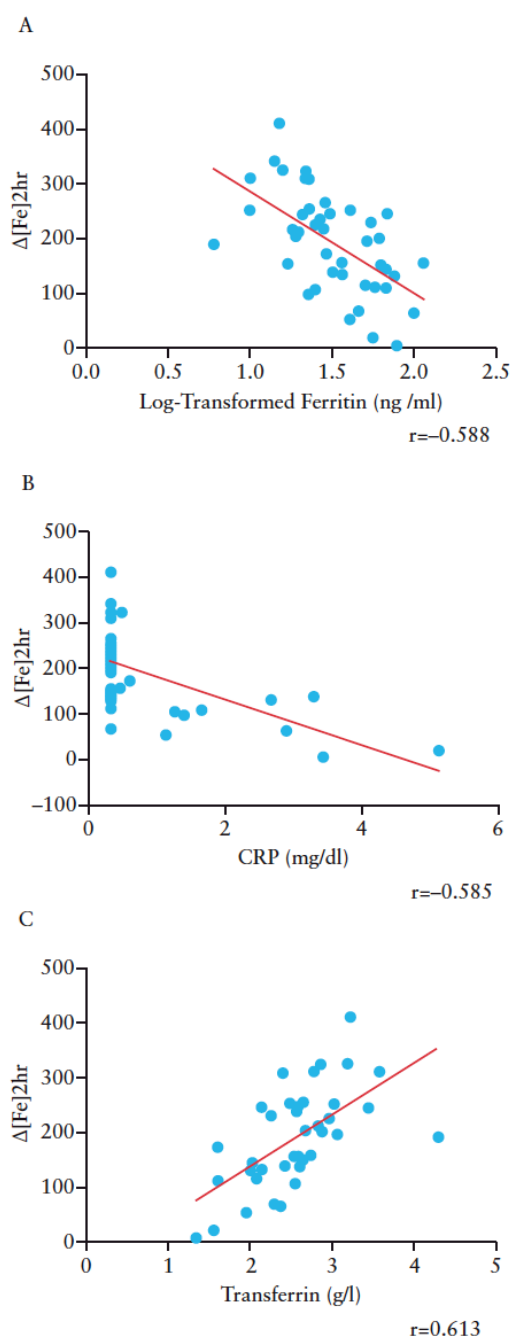 A
500
400
300
200
100
0
Δ[Fe]2hr
0.0 0.5 1.0 1.5 2.0 2.5
Log-Transformed Ferritin (ng /ml)
r=–0.588
B
500
400
300
200
100
0
–100
Δ[Fe]2hr
0 2 4 6
CRP (mg/dl)
r=–0.585
C
500
400
300
200
100
0
Δ[Fe]2hr
0 1 2 3 4 5
Transferrin (g/l)
r=0.613